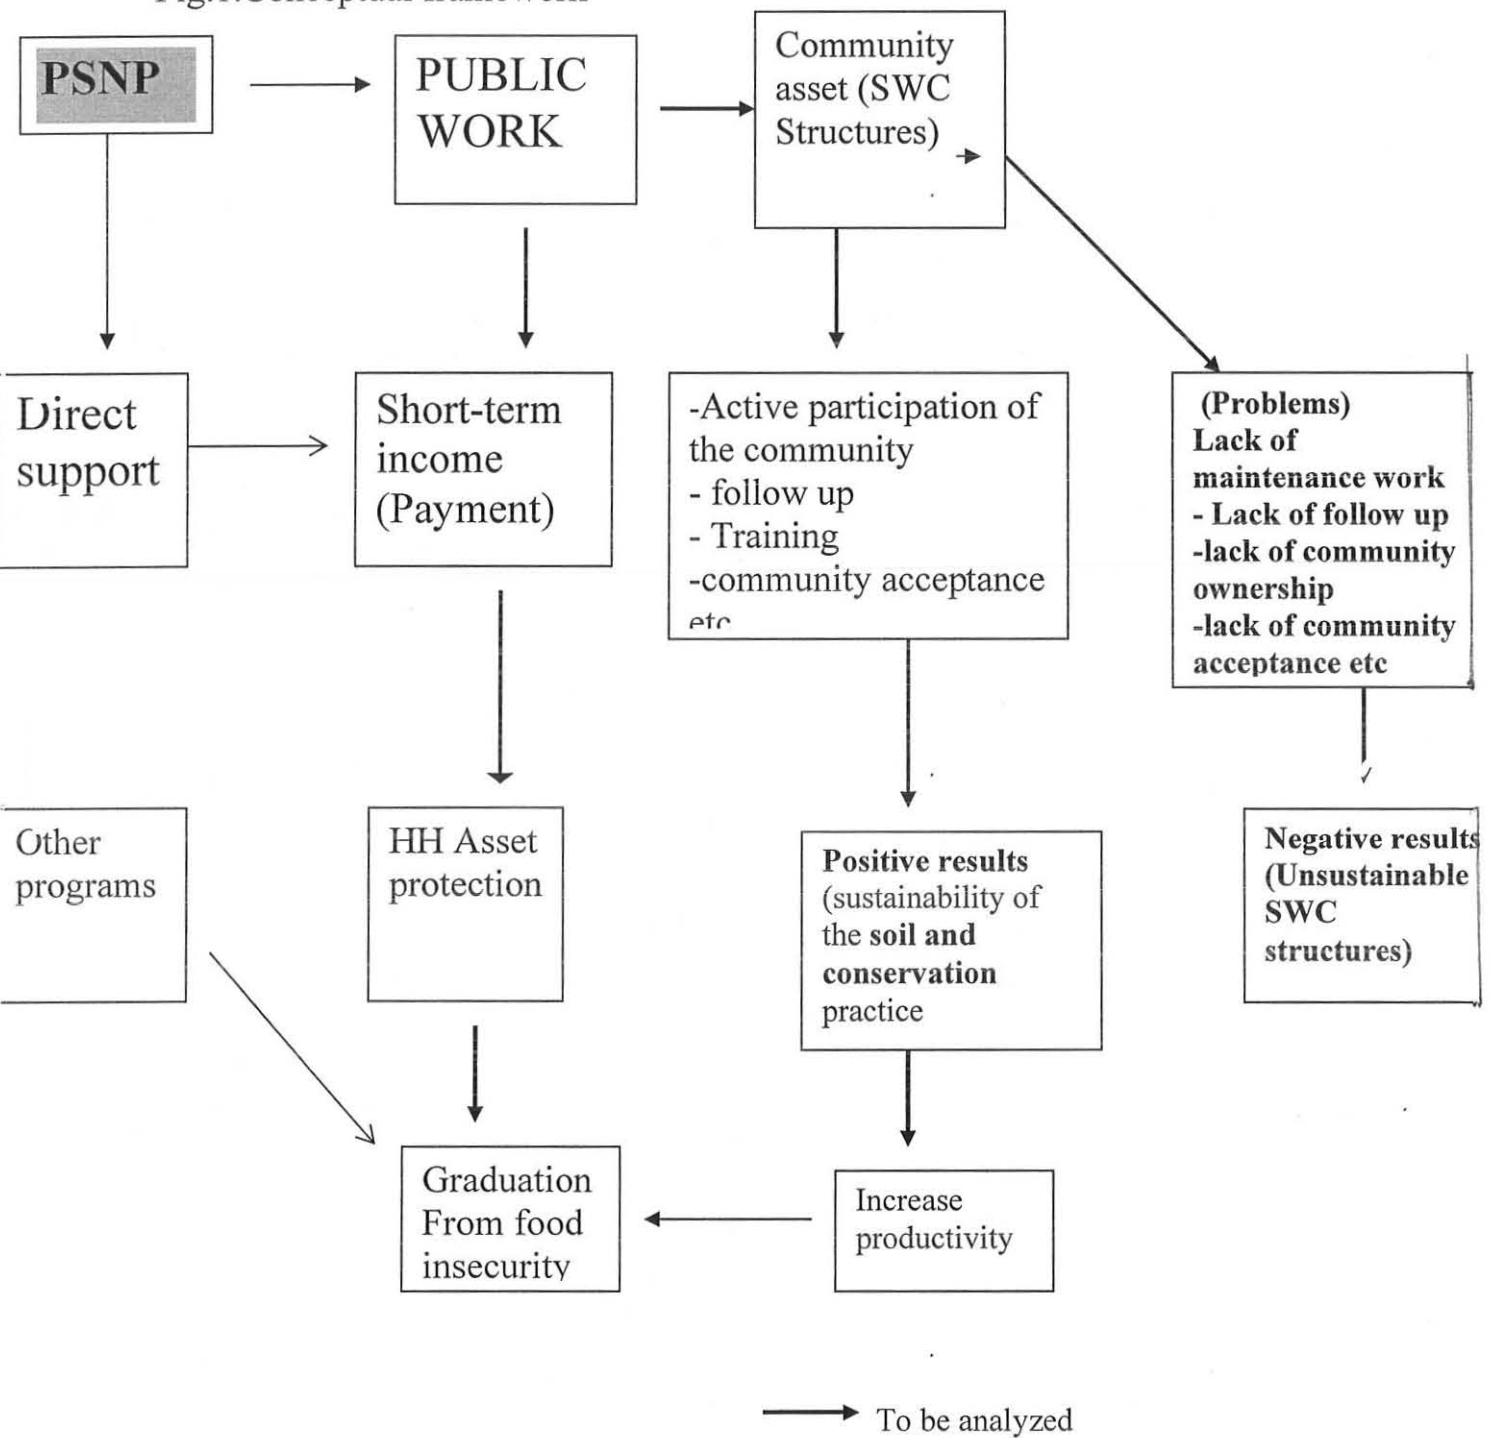 PSNP
PUBLIC
WORK
Community
asset (SWC
Structures)
Direct
support
Short-term
income
(Payment)
-Active participation of
the community
- follow up
- Training
-community acceptance
etc
(Problems)
Lack of
maintenance work
- Lack of follow up
-lack of community
ownership
-lack of community
acceptance etc
Other
programs
HH Asset
protection
Positive results
(sustainability of
the soil and
conservation
practice
Negative results
(Unsustainable
SWC
structures)
Graduation
From food
insecurity
Increase
productivity
To be analyzed